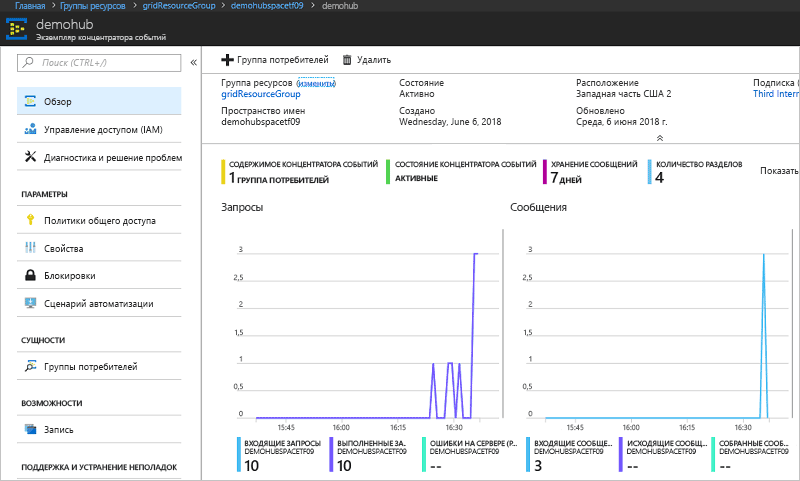 Главная > Группы ресурсов > gridResourceGroup > demohubspacetf09 > demohub
demohub
Экземпляр концентратора событий
Поиск (CTRL+/)
«
Обзор
Управление доступом (IAM)
Диагностика и решение проблем
ПАРАМЕТРЫ
Политики общего доступа
Свойства
Блокировки
Сценарий автоматизации
СУЩНОСТИ
Группы потребителей
ВОЗМОЖНОСТИ
Запись
ПОДДЕРЖКА И УСТРАНЕНИЕ НЕПОЛАДОК
Группа потребителей
Удалить
Группа ресурсов (изменить)
gridResourceGroup
Пространство имен
demohubspacetf09
Состояние
Активно
Создано
Wednesday, June 6, 2018
Расположение
Западная часть США 2
Обновлено
Среда, 6 июня 2018 г.
Подписка (
Third Intern
СОДЕРЖИМОЕ КОНЦЕНТРАТОРА СОБЫТИЙ
1 ГРУППА ПОТРЕБИТЕЛЕЙ
СОСТОЯНИЕ КОНЦЕНТРАТОРА СОБЫТИЙ
АКТИВНЫЕ
ХРАНЕНИЕ СООБЩЕНИЙ
7 ДНЕЙ
КОЛИЧЕСТВО РАЗДЕЛОВ
4
Показать
Запросы
3
2,5
2
1,5
1
0,5
0
15:45 16:00 16:15 16:30
ВХОДЯЩИЕ ЗАПРОСЫ
DEMOHUBSPACETF09
10
ВЫПОЛНЕННЫЕ ЗА...
DEMOHUBSPACETF09
10
ОШИБКИ НА СЕРВЕРЕ (Р...
DEMOHUBSPACETF09
--
Сообщения
3
2,5
2
1,5
1
0,5
0
15:45 16:00 16:15 16:30
ВХОДЯЩИЕ СООБЩЕ...
DEMOHUBSPACETF09
3
ИСХОДЯЩИЕ СООБЩ...
DEMOHUBSPACETF09
--
СОБРАННЫЕ СООБ...
DEMOHUBSPACETF09
--